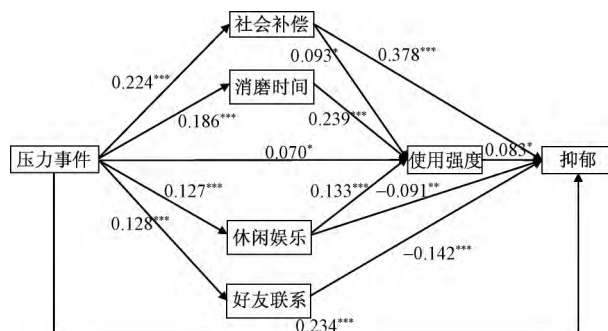 社会补偿
0.224***
0.093*
0.378***
消磨时间
0.186***
0.239***
压力事件
0.070*
使用强度
0.083*
抑郁
0.127***
0.133***
−0.091**
0.128***
休闲娱乐
−0.142***
好友联系
0.234***